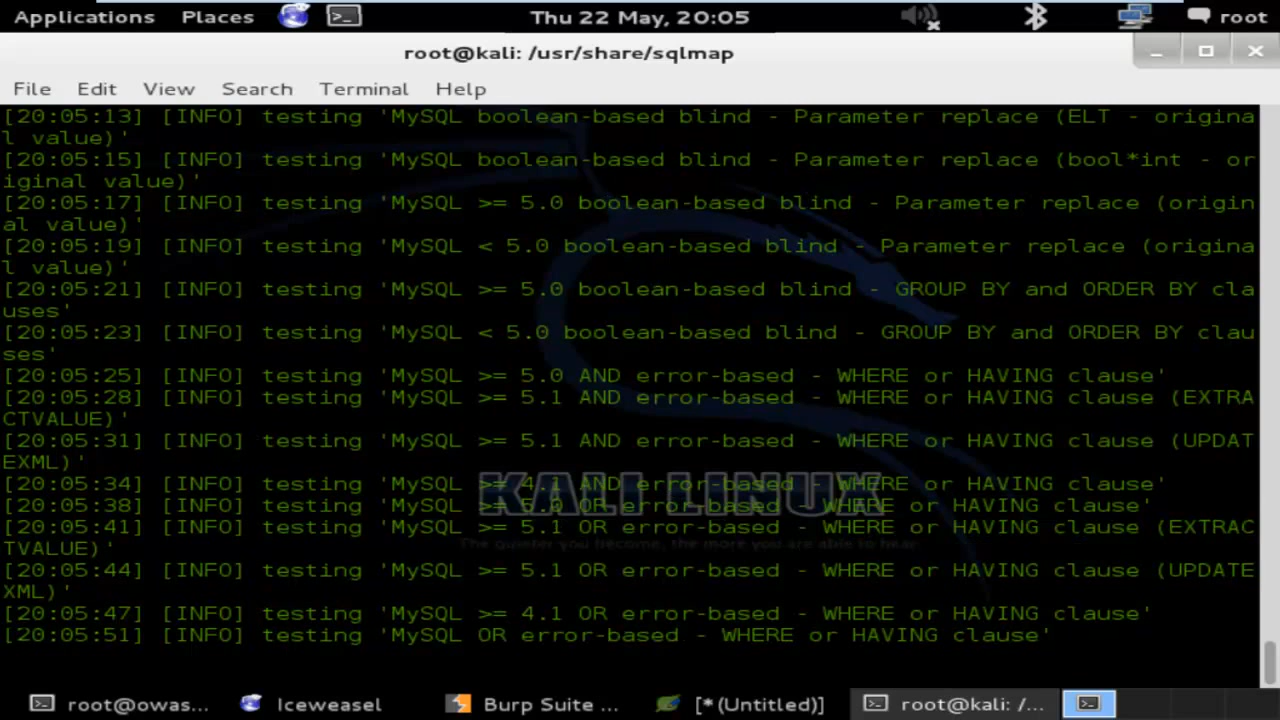 Applications Places Thu 22 May, 20:05 root
root@kali: /usr/share/sqlmap
File Edit View Search Terminal Help
[20:05:13] [INFO] testing 'MySQL boolean-based blind - Parameter replace (ELT - origina
l value)'
[20:05:15] [INFO] testing 'MySQL boolean-based blind - Parameter replace (bool*int - or
iginal value)'
[20:05:17] [INFO] testing 'MySQL >= 5.0 boolean-based blind - Parameter replace (origin
al value)'
[20:05:19] [INFO] testing 'MySQL < 5.0 boolean-based blind - Parameter replace (origina
l value)'
[20:05:21] [INFO] testing 'MySQL >= 5.0 boolean-based blind - GROUP BY and ORDER BY cla
uses'
[20:05:23] [INFO] testing 'MySQL < 5.0 boolean-based blind - GROUP BY and ORDER BY clau
ses'
[20:05:25] [INFO] testing 'MySQL >= 5.0 AND error-based - WHERE or HAVING clause'
[20:05:28] [INFO] testing 'MySQL >= 5.1 AND error-based - WHERE or HAVING clause (EXTRA
CTVALUE)'
[20:05:31] [INFO] testing 'MySQL >= 5.1 AND error-based - WHERE or HAVING clause (UPDAT
EXML)'
[20:05:34] [INFO] testing 'MySQL >= 4.1 AND error-based - WHERE or HAVING clause'
[20:05:38] [INFO] testing 'MySQL >= 5.0 OR error-based - WHERE or HAVING clause'
KALI LINUX
[20:05:41] [INFO] testing 'MySQL >= 5.1 OR error-based - WHERE or HAVING clause (EXTRAC
TVALUE)'
The quieter you become, the more you are able to hear
[20:05:44] [INFO] testing 'MySQL >= 5.1 OR error-based - WHERE or HAVING clause (UPDATE
XML)'
[20:05:47] [INFO] testing 'MySQL >= 4.1 OR error-based - WHERE or HAVING clause'
[20:05:51] [INFO] testing 'MySQL OR error-based - WHERE or HAVING clause'
root@owas... Iceweasel Burp Suite ... [*(Untitled)] root@kali: /...